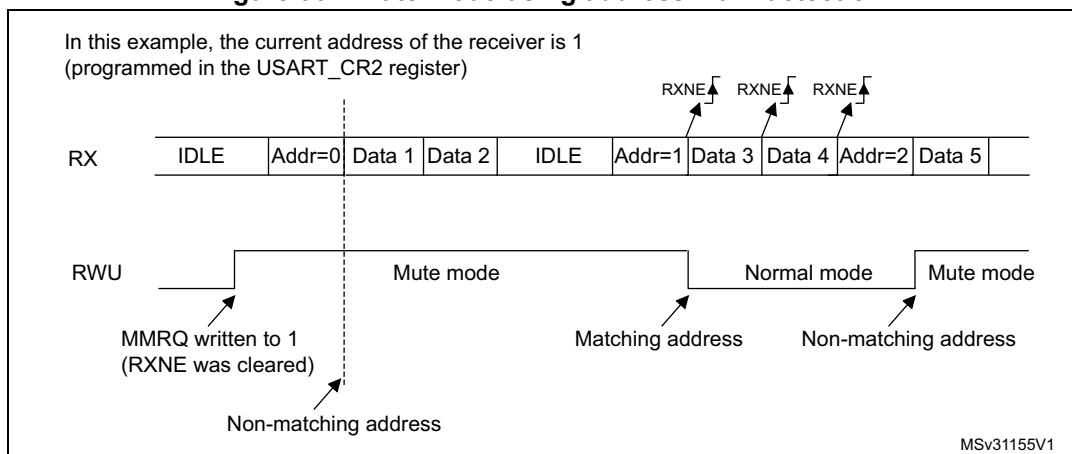 In this example, the current address of the receiver is 1
(programmed in the USART_CR2 register)
RXNE RXNE RXNE
RX IDLE Addr=0 Data 1 Data 2 IDLE Addr=1 Data 3 Data 4 Addr=2 Data 5
RWU Mute mode Normal mode Mute mode
MMRQ written to 1 Matching address Non-matching address
(RXNE was cleared)
Non-matching address
MSv31155V1